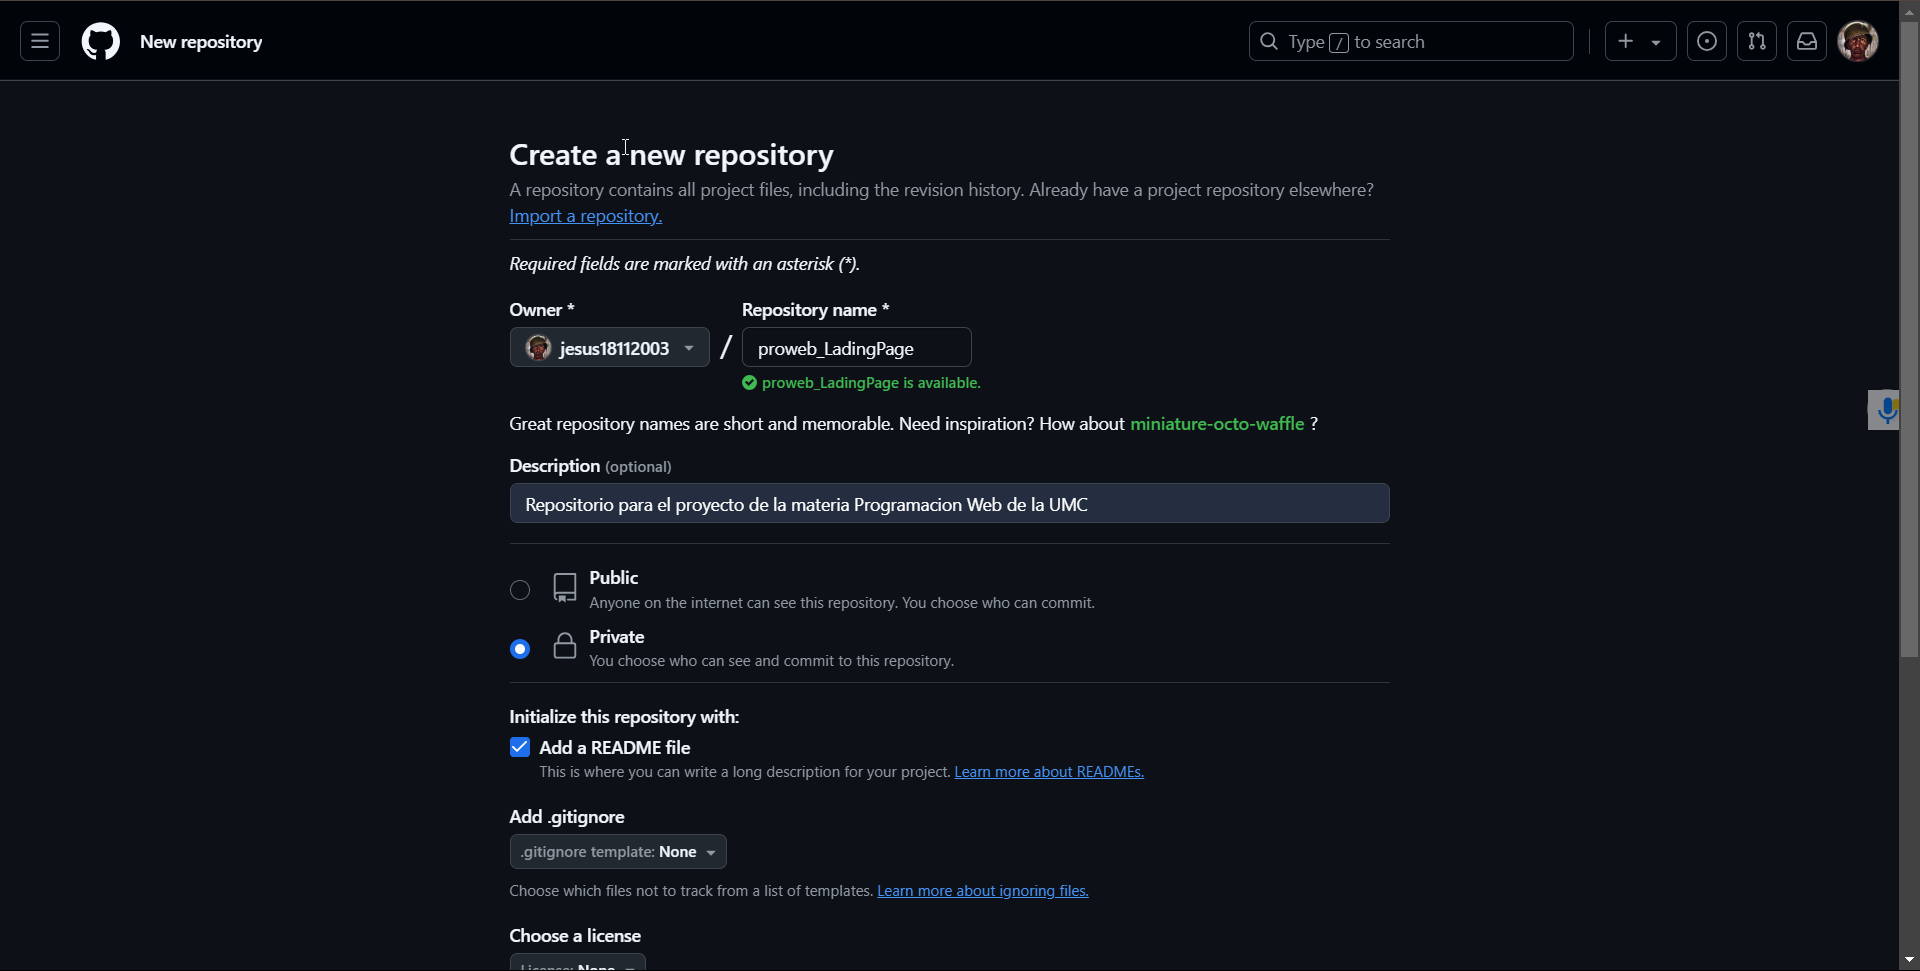 New repository
Type / to search
Create a new repository
A repository contains all project files, including the revision history. Already have a project repository elsewhere?
Import a repository.
Required fields are marked with an asterisk (*).
Owner * Repository name *
jesus18112003 / proweb_LadingPage
proweb_LadingPage is available.
Great repository names are short and memorable. Need inspiration? How about miniature-octo-waffle ?
Description (optional)
Repositorio para el proyecto de la materia Programacion Web de la UMC
Public
Anyone on the internet can see this repository. You choose who can commit.
Private
You choose who can see and commit to this repository.
Initialize this repository with:
Add a README file
This is where you can write a long description for your project. Learn more about READMEs.
Add .gitignore
.gitignore template: None
Choose which files not to track from a list of templates. Learn more about ignoring files.
Choose a license
License: None